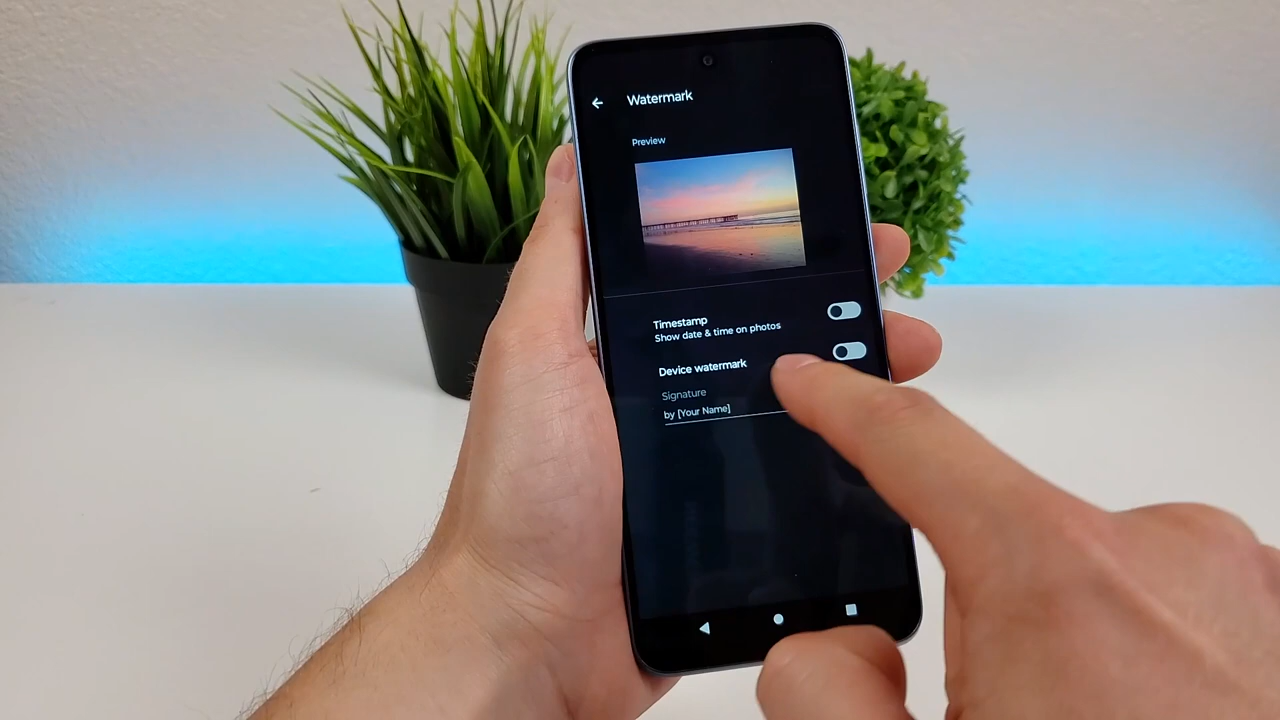 Watermark
Preview
Timestamp
Show date & time on photos
Device watermark
Signature
by [Your Name]